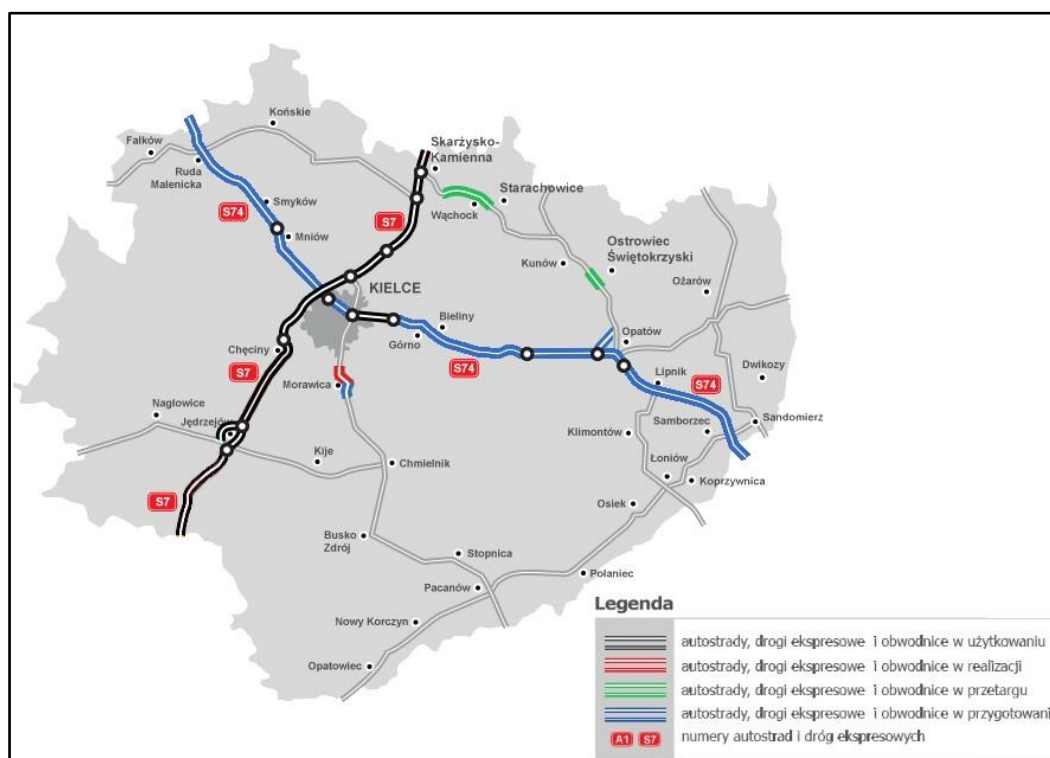 Końskie
Fałków
Ruda
Malenicka
Skarżysko-
Kamienna
Starachowice
Wąchock
Smyków
S74
S7
Mniów
Ostrowiec
Świętokrzyski
Kunów
Ożarów
KIELCE
Bieliny
Górno
Opatów
Chęciny
S7
S74
Lipnik
Dwikozy
S74
Morawica
Nagłowice
Jędrzejów
Samborzec
Sandomierz
Klimontów
Kije
Chmielnik
Łoniów
Koprzywnica
S7
Osiek
Busko
Zdrój
Stopnica
Połaniec
Pacanów
Nowy Korczyn
Opatowiec
Legenda
autostrady, drogi ekspresowe i obwodnice w użytkowaniu
autostrady, drogi ekspresowe i obwodnice w realizacji
autostrady, drogi ekspresowe i obwodnice w przetargu
autostrady, drogi ekspresowe i obwodnice w przygotowani
A1 S7 numery autostrad i dróg ekspresowych